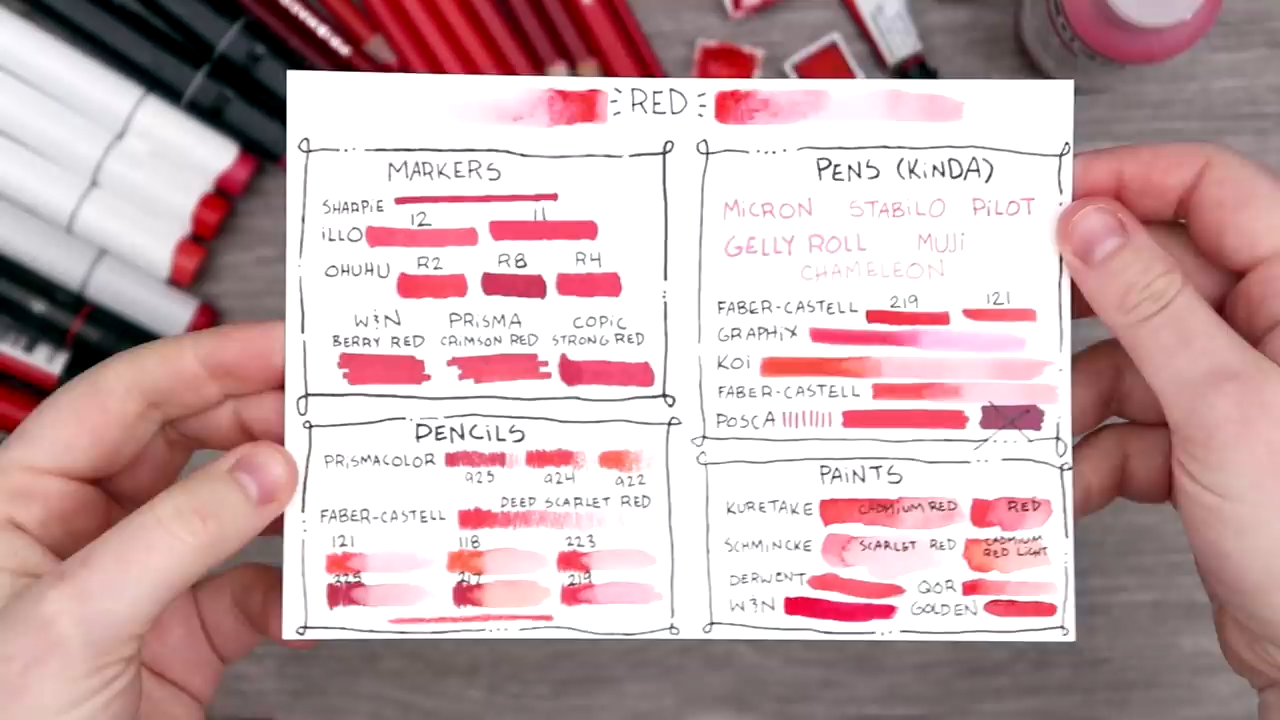 RED
MARKERS
SHARPIE
12 11
iLLO
R2 R8 R4
OHUHU
W&N PRiSMA COPiC
BERRY RED CRiMSON RED STRONG RED
PENCiLS
PRiSMACOLOR
925 924 922
DEEP SCARLET RED
FABER-CASTELL
121 118 223
225 217 219
PENS (KiNDA)
MiCRON STABiLO PiLOT
GELLY ROLL MUJi
CHAMELEON
219 121
FABER-CASTELL
GRAPHiX
KOi
FABER-CASTELL
POSCA
PAiNTS
KURETAKE CADMIUM RED RED
SCHMiNCKE SCARLET RED CADMIUM
RED LIGHT
DERWENT QOR
W&N GOLDEN